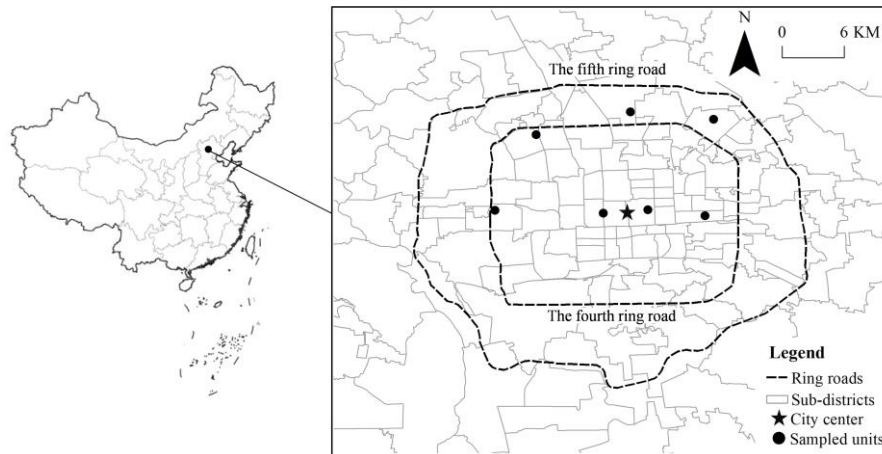 N
0 6 KM
The fifth ring road
The fourth ring road
Legend
Ring roads
Sub-districts
City center
Sampled units